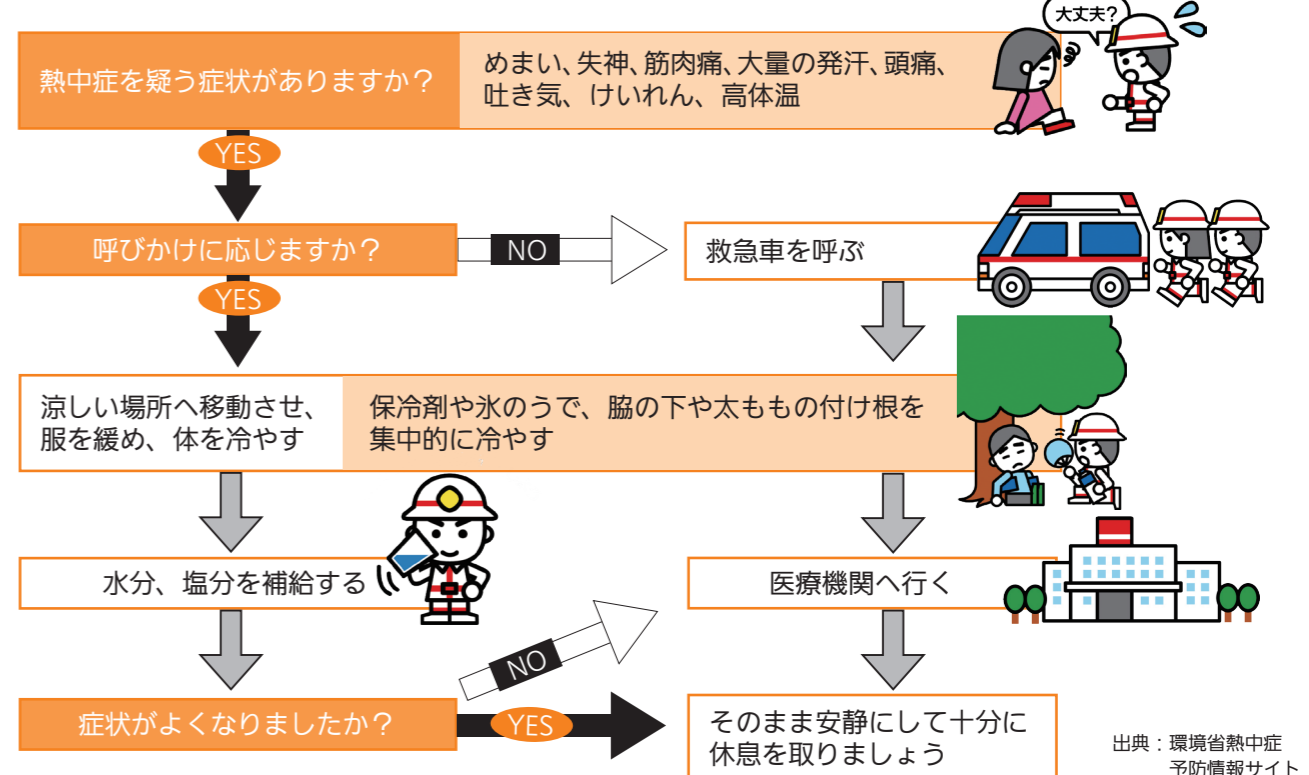 大丈夫?
熱中症を疑う症状がありますか？
めまい、失神、筋肉痛、大量の発汗、頭痛、
吐き気、けいれん、高体温
YES
呼びかけに応じますか？
NO
救急車を呼ぶ
YES
涼しい場所へ移動させ、
服を緩め、体を冷やす
保冷剤や氷のうで、脇の下や太ももの付け根を
集中的に冷やす
水分、塩分を補給する
医療機関へ行く
NO
症状がよくなりましたか？
YES
そのまま安静にして十分に
休息を取りましょう
出典：環境省熱中症
予防情報サイト